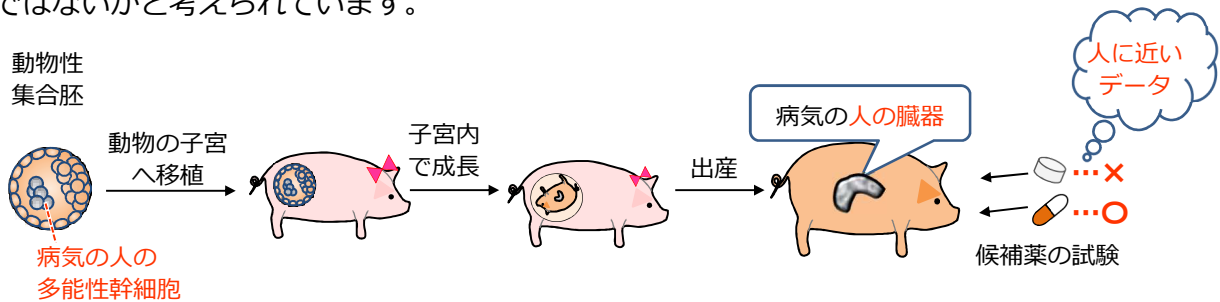 ではないかと考えられています。
動物性
集合胚
動物の子宮
へ移植
子宮内
で成長
出産
病気の人の臓器
人に近い
データ
…×
…○
候補薬の試験
病気の人の
多能性幹細胞